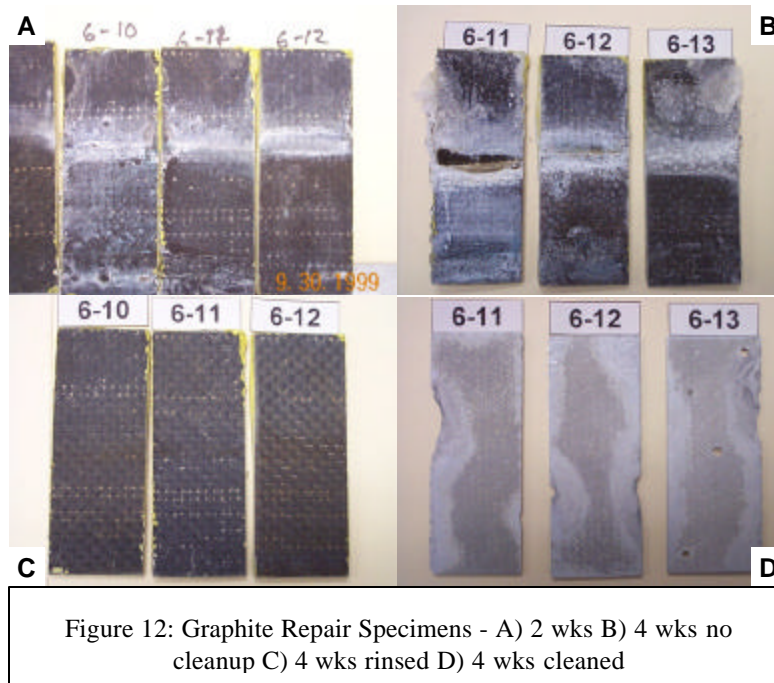 A
6-10 6-11 6-12
9.30.1999
B
6-11 6-12 6-13
6-10 6-11 6-12
C
6-11 6-12 6-13
D
Figure 12: Graphite Repair Specimens - A) 2 wks B) 4 wks no
cleanup C) 4 wks rinsed D) 4 wks cleaned